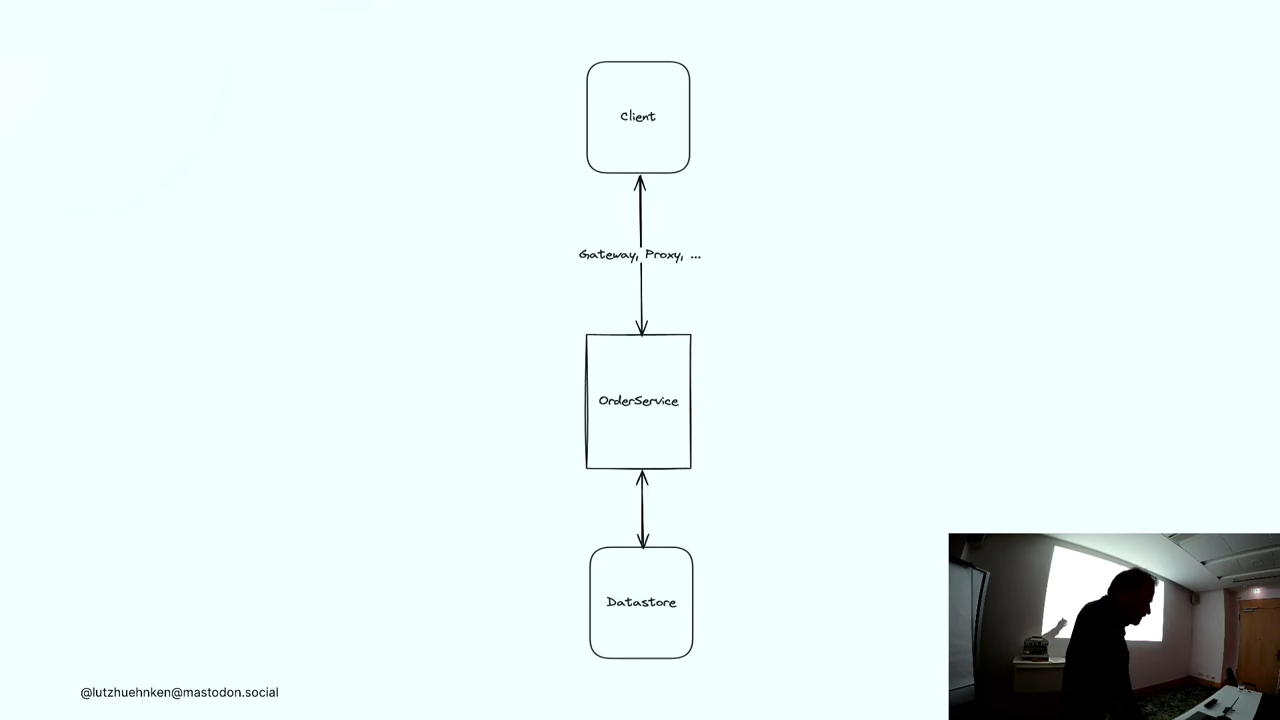 Client
Gateway, Proxy, ...
OrderService
Datastore
@lutzhuehnken@mastodon.social